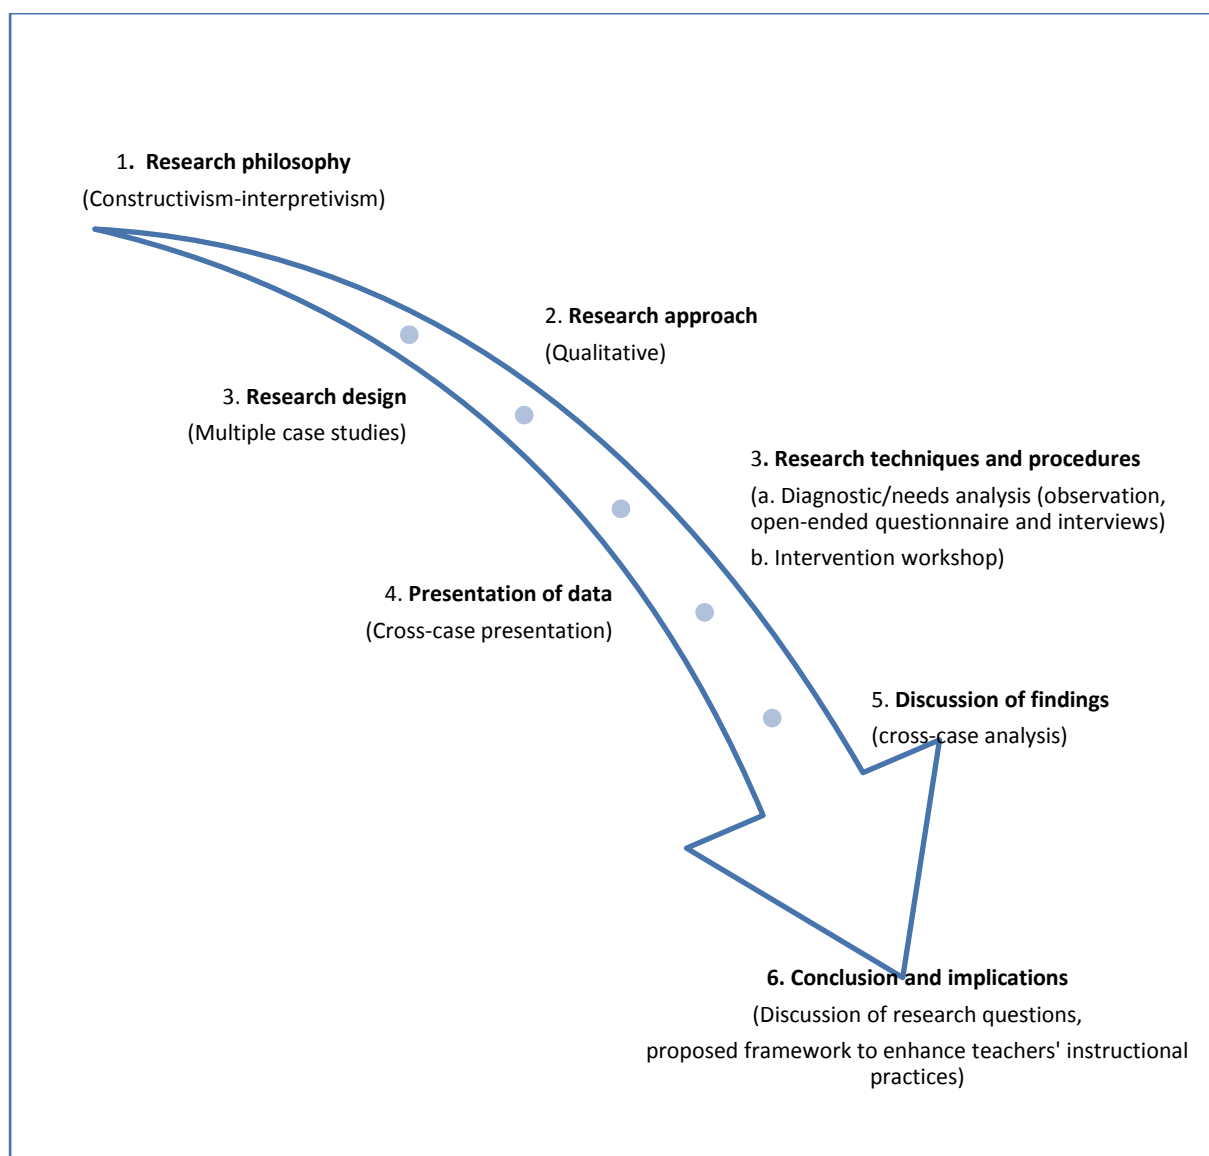 1. Research philosophy
(Constructivism-interpretivism)
2. Research approach
(Qualitative)
3. Research design
(Multiple case studies)
3. Research techniques and procedures
(a. Diagnostic/needs analysis (observation,
open-ended questionnaire and interviews)
b. Intervention workshop)
4. Presentation of data
(Cross-case presentation)
5. Discussion of findings
(cross-case analysis)
6. Conclusion and implications
(Discussion of research questions,
proposed framework to enhance teachers' instructional
practices)